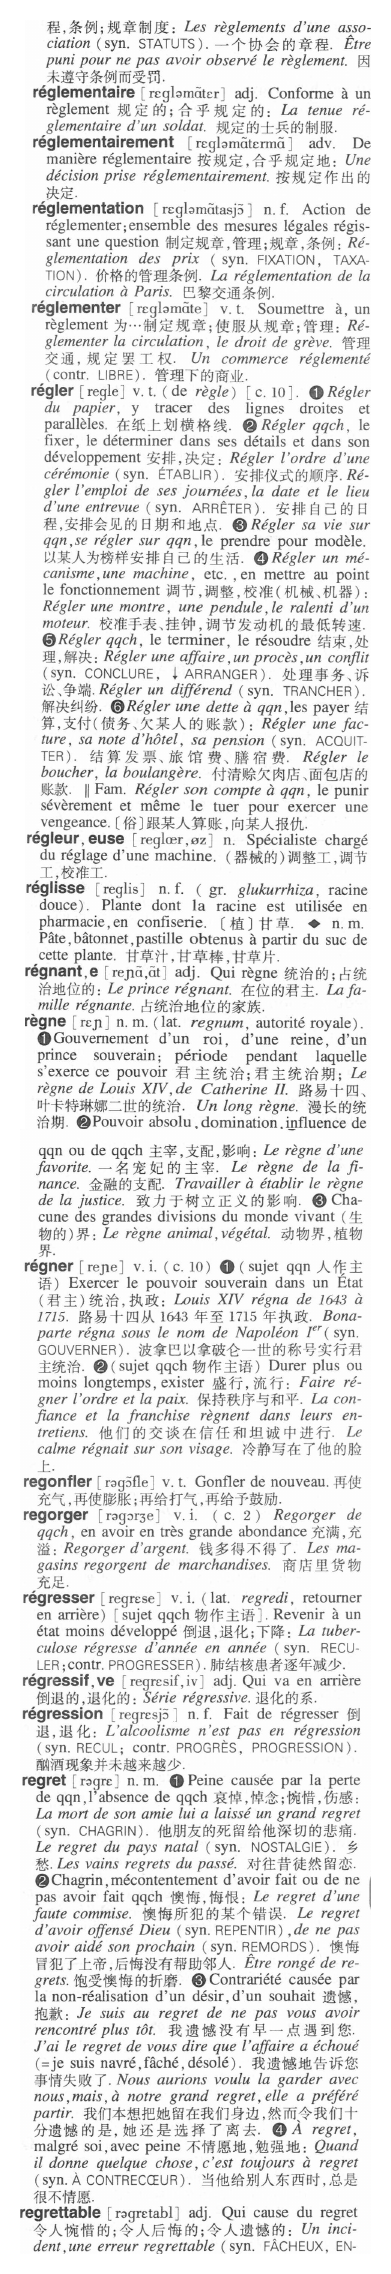 程,条例;规章制度: Les règlements d'une asso-
ciation (syn. STATUTS). 一个协会的章程. Être
puni pour ne pas avoir observé le règlement. 因
未遵守条例而受罚.
réglementaire [rɛgləmɑ̃tɛr] adj. Conforme à un
règlement 规定的;合乎规定的: La tenue ré-
glementaire d'un soldat. 规定的士兵的制服.
réglementairement [rɛgləmɑ̃tɛrmɑ̃] adv. De
manière réglementaire 按规定,合乎规定地: Une
décision prise réglementairement. 按规定作出的
决定.
réglementation [rɛgləmɑ̃tasjɔ̃] n. f. Action de
réglementer;ensemble des mesures légales régis-
sant une question 制定规章,管理;规章,条例: Ré-
glementation des prix (syn. FIXATION, TAXA-
TION). 价格的管理条例. La réglementation de la
circulation à Paris. 巴黎交通条例.
réglementer [rɛgləmɑ̃te] v. t. Soumettre à, un
règlement 为…制定规章;使服从规章;管理: Ré-
glementer la circulation, le droit de grève. 管理
交通,规定罢工权. Un commerce réglementé
(contr. LIBRE). 管理下的商业.
régler [regle] v. t. (de règle) [c. 10]. ❶ Régler
du papier, y tracer des lignes droites et
parallèles. 在纸上划横格线. ❷ Régler qqch, le
fixer, le déterminer dans ses détails et dans son
développement 安排,决定: Régler l'ordre d'une
cérémonie (syn. ÉTABLIR). 安排仪式的顺序. Ré-
gler l'emploi de ses journées,la date et le lieu
d'une entrevue (syn. ARRÊTER). 安排自己的日
程,安排会见的日期和地点. ❸ Régler sa vie sur
qqn,se régler sur qqn,le prendre pour modèle.
以某人为榜样安排自己的生活. ❹ Régler un mé-
canisme,une machine, etc. ,en mettre au point
le fonctionnement 调节,调整,校准(机械、机器):
Régler une montre, une pendule,le ralenti d'un
moteur. 校准手表、挂钟,调节发动机的最低转速.
❺ Régler qqch, le terminer, le résoudre 结束,处
理,解决: Régler une affaire,un procès,un conflit
(syn. CONCLURE, ↓ ARRANGER). 处理事务、诉
讼、争端. Régler un différend (syn. TRANCHER).
解决纠纷. ❻ Régler une dette à qqn,les payer 结
算,支付(债务、欠某人的账款): Régler une fac-
ture, sa note d'hôtel, sa pension (syn. ACQUIT-
TER). 结算发票、旅馆费、膳宿费. Régler le
boucher, la boulangère. 付清赊欠肉店、面包店的
账款. ‖ Fam. Régler son compte à qqn, le punir
sévèrement et même le tuer pour exercer une
vengeance. [俗]跟某人算账,向某人报仇.
régleur, euse [reglœr,øz] n. Spécialiste chargé
du réglage d'une machine. (器械的)调整工,调节
工,校准工.
réglisse [reglis] n. f. ( gr. glukurrhiza, racine
douce). Plante dont la racine est utilisée en
pharmacie,en confiserie. 〔植〕甘草. ◆ n. m.
Pâte,bâtonnet,pastille obtenus à partir du suc de
cette plante. 甘草汁,甘草棒,甘草片.
régnant,e [reɲɑ̃,ɑ̃t] adj. Qui règne 统治的;占统
治地位的: Le prince régnant. 在位的君主. La fa-
mille régnante. 占统治地位的家族.
règne [rɛɲ] n. m. (lat. regnum, autorité royale).
❶ Gouvernement d'un roi, d'une reine, d'un
prince souverain; période pendant laquelle
s'exerce ce pouvoir 君主统治;君主统治期; Le
règne de Louis XIV,de Catherine II. 路易十四、
叶卡特琳娜二世的统治. Un long règne. 漫长的统
治期. ❷ Pouvoir absolu,domination,influence de
qqn ou de qqch 主宰,支配,影响: Le règne d'une
favorite. 一名宠妃的主宰. Le règne de la fi-
nance. 金融的支配. Travailler à établir le règne
de la justice. 致力于树立正义的影响. ❸ Cha-
cune des grandes divisions du monde vivant (生
物的)界: Le règne animal,végétal. 动物界,植物
界.
régner [reɲe] v. i. (c. 10) ❶ (sujet qqn 人作主
语) Exercer le pouvoir souverain dans un État
(君主)统治,执政: Louis XIV régna de 1643 à
1715. 路易十四从 1643 年至 1715 年执政. Bona-
parte régna sous le nom de Napoléon Ier (syn.
GOUVERNER). 波拿巴以拿破仑一世的称号实行君
主统治. ❷ (sujet qqch 物作主语) Durer plus ou
moins longtemps, exister 盛行,流行: Faire ré-
gner l'ordre et la paix. 保持秩序与和平. La con-
fiance et la franchise règnent dans leurs en-
tretiens. 他们的交谈在信任和坦诚中进行. Le
calme régnait sur son visage. 冷静写在了他的脸
上.
regonfler [rəgɔ̃fle] v. t. Gonfler de nouveau. 再使
充气,再使膨胀;再给打气,再给予鼓励.
regorger [rəgɔrʒe] v. i. (c. 2) Regorger de
qqch, en avoir en très grande abondance 充满,充
溢: Regorger d'argent. 钱多得不得了. Les ma-
gasins regorgent de marchandises. 商店里货物
充足.
régresser [regrɛse] v. i. (lat. regredi, retourner
en arrière) [sujet qqch 物作主语]. Revenir à un
état moins développé 倒退,退化;下降: La tuber-
culose régresse d'année en année (syn. RECU-
LER;contr. PROGRESSER). 肺结核患者逐年减少.
régressif,ve [regresif,iv] adj. Qui va en arrière
倒退的,退化的: Série régressive. 退化的系.
régression [regrɛsjɔ̃] n. f. Fait de régresser 倒
退,退化: L'alcoolisme n'est pas en régression
(syn. RECUL; contr. PROGRÈS, PROGRESSION).
酗酒现象并未越来越少.
regret [rəgrɛ] n. m. ❶ Peine causée par la perte
de qqn,l'absence de qqch 哀悼,悼念;惋惜,伤感:
La mort de son amie lui a laissé un grand regret
(syn. CHAGRIN). 他朋友的死留给他深切的悲痛.
Le regret du pays natal (syn. NOSTALGIE). 乡
愁. Les vains regrets du passé. 对往昔徒然留恋.
❷ Chagrin,mécontentement d'avoir fait ou de ne
pas avoir fait qqch 懊悔,悔恨: Le regret d'une
faute commise. 懊悔所犯的某个错误. Le regret
d'avoir offensé Dieu (syn. REPENTIR),de ne pas
avoir aidé son prochain (syn. REMORDS). 懊悔
冒犯了上帝,后悔没有帮助邻人. Être rongé de re-
grets. 饱受懊悔的折磨. ❸ Contrariété causée par
la non-réalisation d'un désir,d'un souhait 遗憾,
抱歉: Je suis au regret de ne pas vous avoir
rencontré plus tôt. 我遗憾没有早一点遇到您.
J'ai le regret de vous dire que l'affaire a échoué
(=je suis navré,fâché,désolé). 我遗憾地告诉您
事情失败了. Nous aurions voulu la garder avec
nous,mais,à notre grand regret,elle a préféré
partir. 我们本想把她留在我们身边,然而令我们十
分遗憾的是,她还是选择了离去. ❹ À regret,
malgré soi,avec peine 不情愿地,勉强地: Quand
il donne quelque chose,c'est toujours à regret
(syn. À CONTRECŒUR). 当他给别人东西时,总是
很不情愿.
regrettable [rəgrɛtabl] adj. Qui cause du regret
令人惋惜的;令人后悔的;令人遗憾的: Un inci-
dent,une erreur regrettable (syn. FÂCHEUX, EN-